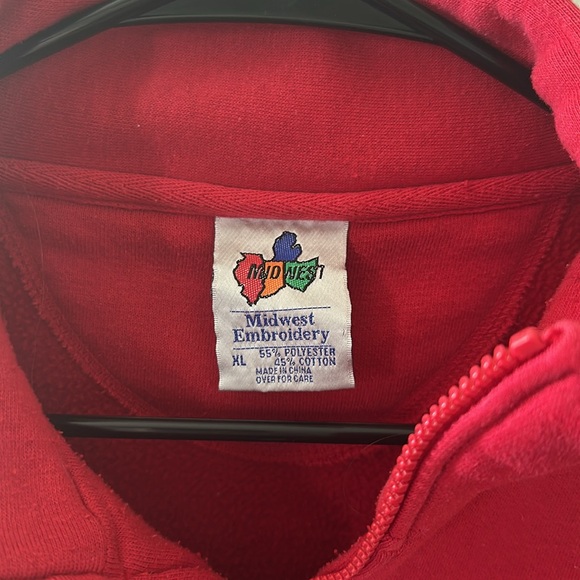 MIDWEST
Midwest
Embroidery
XL 55% POLYESTER
45% COTTON
MADE IN CHINA
OVER FOR CARE